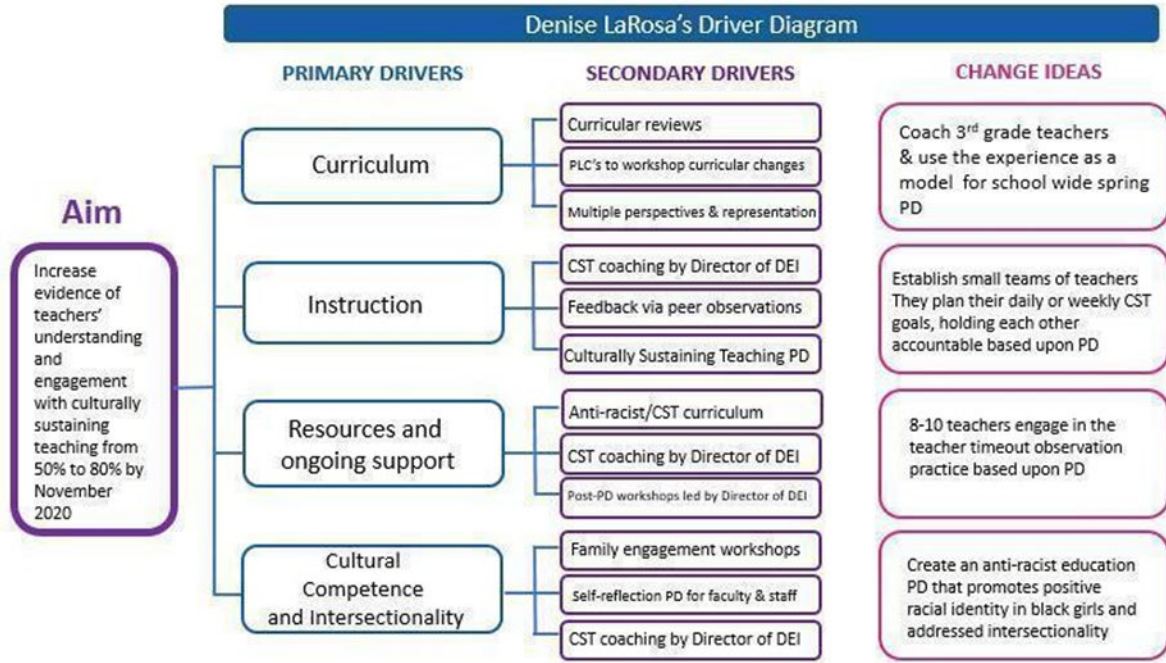 Denise LaRosa's Driver Diagram
PRIMARY DRIVERS
SECONDARY DRIVERS
CHANGE IDEAS
Aim
Increase
evidence of
teachers'
understanding
and
engagement
with culturally
sustaining
teaching from
50% to 80% by
November
2020
Curriculum
Curricular reviews
PLC's to workshop curricular changes
Multiple perspectives & representation
Coach 3rd grade teachers
& use the experience as a
model for school wide spring
PD
Instruction
CST coaching by Director of DEI
Feedback via peer observations
Culturally Sustaining Teaching PD
Establish small teams of teachers
They plan their daily or weekly CST
goals, holding each other
accountable based upon PD
Resources and
ongoing support
Anti-racist/CST curriculum
CST coaching by Director of DEI
Post-PD workshops led by Director of DEI
8-10 teachers engage in the
teacher timeout observation
practice based upon PD
Cultural
Competence
and Intersectionality
Family engagement workshops
Self-reflection PD for faculty & staff
CST coaching by Director of DEI
Create an anti-racist education
PD that promotes positive
racial identity in black girls and
addressed intersectionality